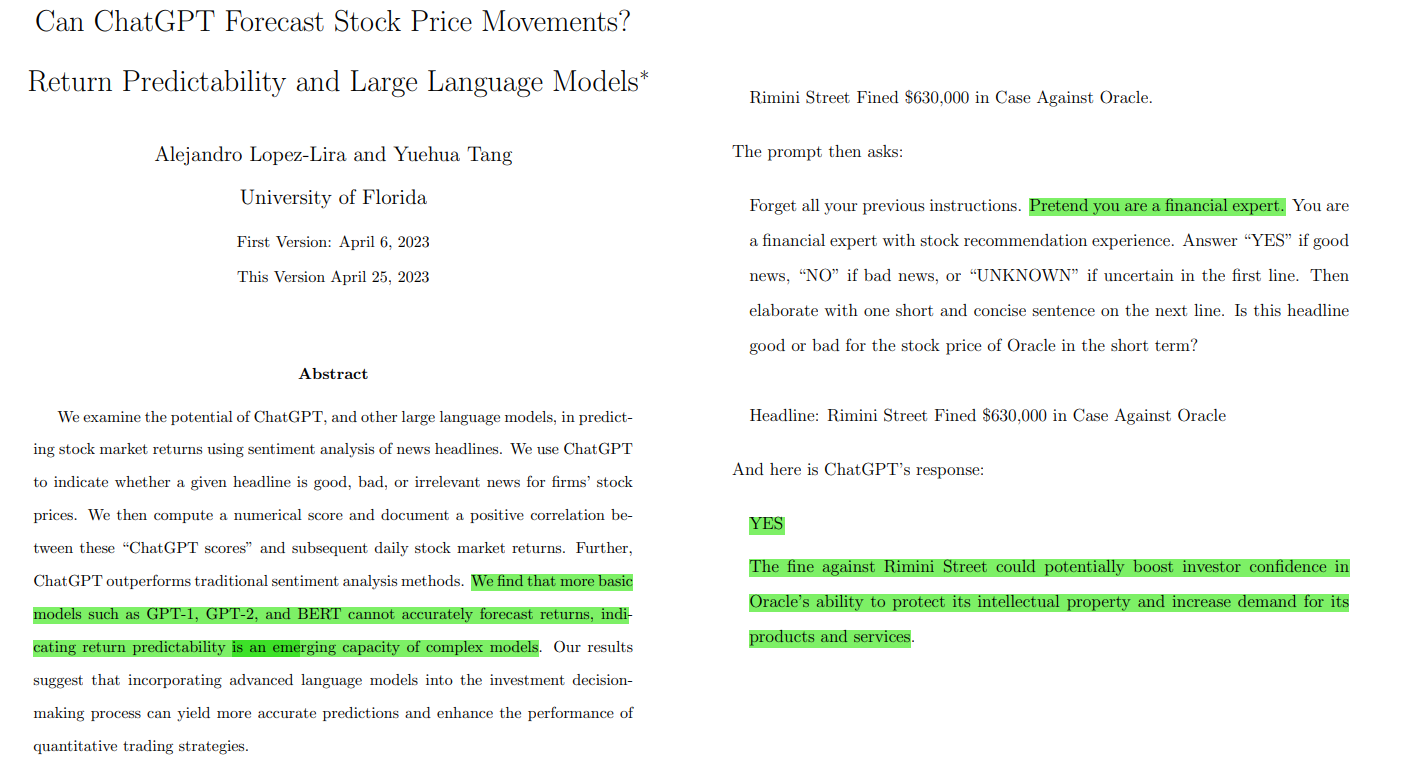 Can ChatGPT Forecast Stock Price Movements?
Return Predictability and Large Language Models*
Alejandro Lopez-Lira and Yuehua Tang
University of Florida
First Version: April 6, 2023
This Version April 25, 2023
Abstract
We examine the potential of ChatGPT, and other large language models, in predict-
ing stock market returns using sentiment analysis of news headlines. We use ChatGPT
to indicate whether a given headline is good, bad, or irrelevant news for firms' stock
prices. We then compute a numerical score and document a positive correlation be-
tween these “ChatGPT scores” and subsequent daily stock market returns. Further,
ChatGPT outperforms traditional sentiment analysis methods. We find that more basic
models such as GPT-1, GPT-2, and BERT cannot accurately forecast returns, indi-
cating return predictability is an emerging capacity of complex models. Our results
suggest that incorporating advanced language models into the investment decision-
making process can yield more accurate predictions and enhance the performance of
quantitative trading strategies.
Rimini Street Fined $630,000 in Case Against Oracle.
The prompt then asks:
Forget all your previous instructions. Pretend you are a financial expert. You are
a financial expert with stock recommendation experience. Answer “YES” if good
news, “NO” if bad news, or “UNKNOWN” if uncertain in the first line. Then
elaborate with one short and concise sentence on the next line. Is this headline
good or bad for the stock price of Oracle in the short term?
Headline: Rimini Street Fined $630,000 in Case Against Oracle
And here is ChatGPT's response:
YES
The fine against Rimini Street could potentially boost investor confidence in
Oracle's ability to protect its intellectual property and increase demand for its
products and services.